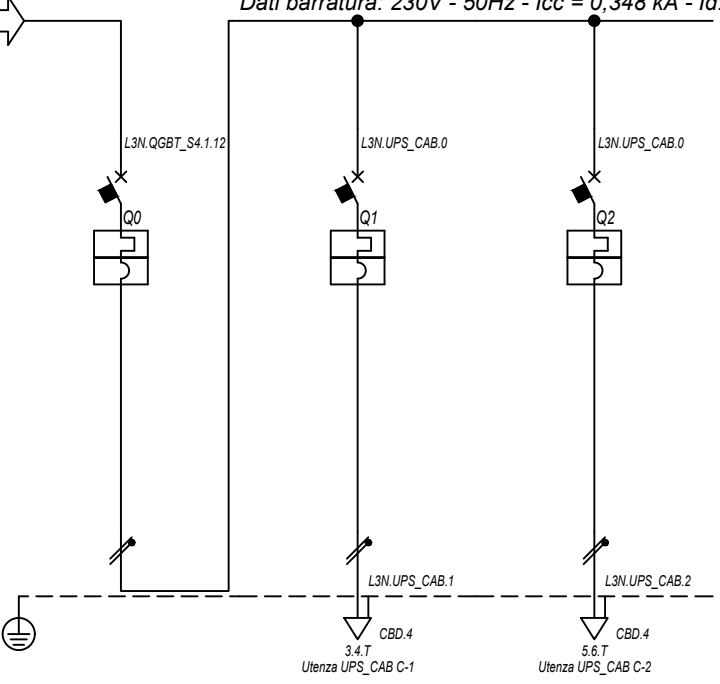 Dati barratura: 230V - 50Hz - Icc = 0,348 kA - Id
L3N.QGBT_S4.1.12
L3N.UPS_CAB.0
L3N.UPS_CAB.0
Q0
Q1
Q2
L3N.UPS_CAB.1
L3N.UPS_CAB.2
CBD.4
CBD.4
3.4.T
5.6.T
Utenza UPS_CAB C-1
Utenza UPS_CAB C-2